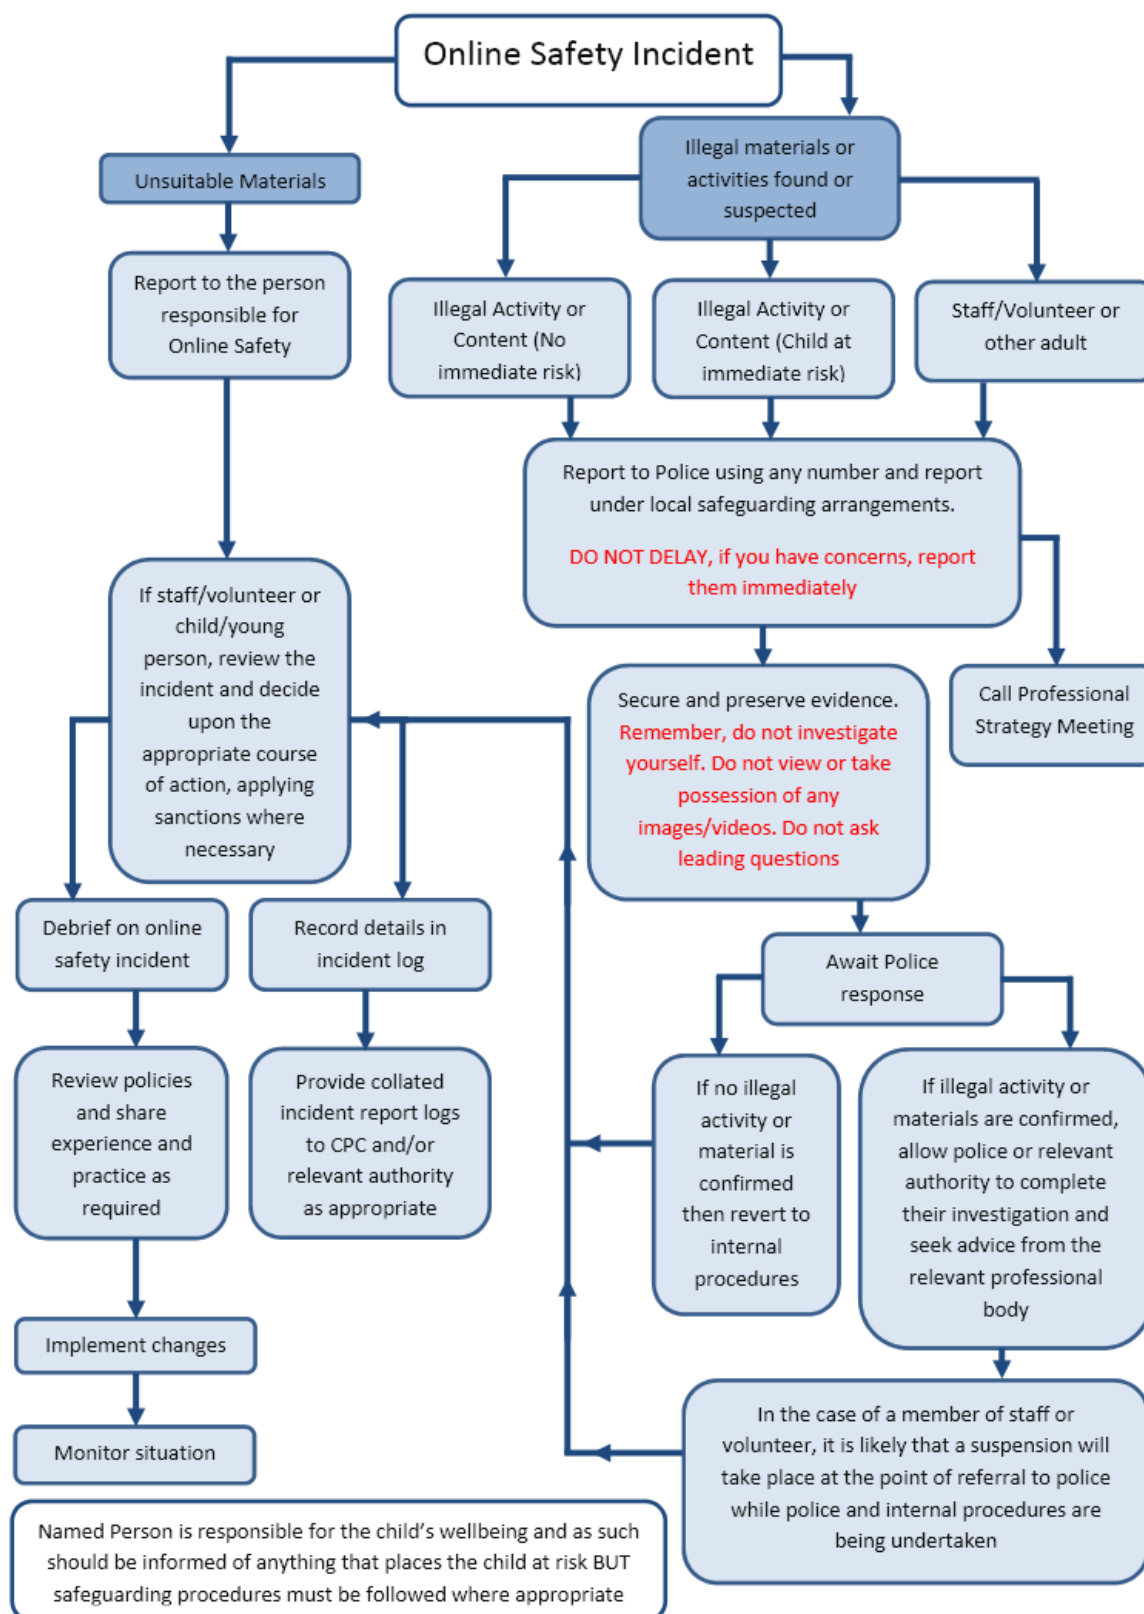 Online Safety Incident
Unsuitable Materials
Illegal materials or
activities found or
suspected
Report to the person
responsible for
Online Safety
Illegal Activity or
Content (No
immediate risk)
Illegal Activity or
Content (Child at
immediate risk)
Staff/Volunteer or
other adult
Report to Police using any number and report
under local safeguarding arrangements.
DO NOT DELAY, if you have concerns, report
them immediately
If staff/volunteer or
child/young
person, review the
incident and decide
upon the
appropriate course
of action, applying
sanctions where
necessary
Secure and preserve evidence.
Remember, do not investigate
yourself. Do not view or take
possession of any
images/videos. Do not ask
leading questions
Call Professional
Strategy Meeting
Debrief on online
safety incident
Record details in
incident log
Await Police
response
Review policies
and share
experience and
practice as
required
Provide collated
incident report logs
to CPC and/or
relevant authority
as appropriate
If no illegal
activity or
material is
confirmed
then revert to
internal
procedures
If illegal activity or
materials are confirmed,
allow police or relevant
authority to complete
their investigation and
seek advice from the
relevant professional
body
Implement changes
Monitor situation
In the case of a member of staff or
volunteer, it is likely that a suspension will
take place at the point of referral to police
while police and internal procedures are
being undertaken
Named Person is responsible for the child’s wellbeing and as such
should be informed of anything that places the child at risk BUT
safeguarding procedures must be followed where appropriate